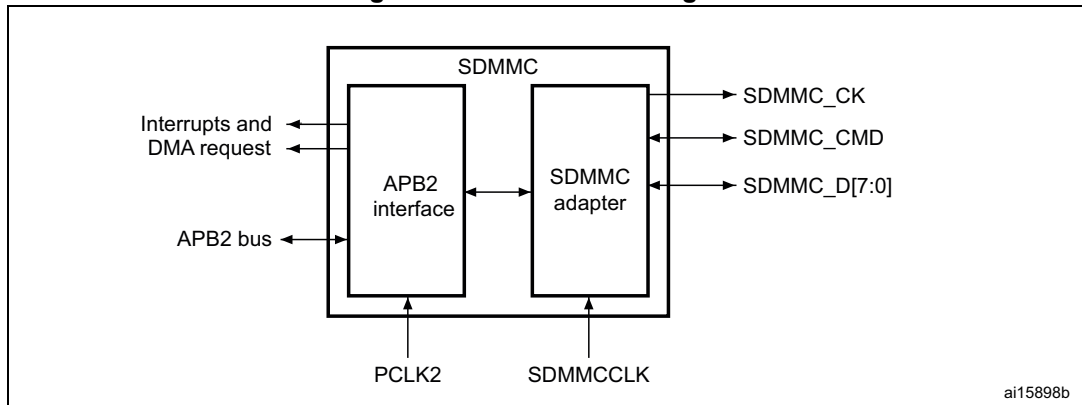 SDMMC
Interrupts and
DMA request
APB2 bus
APB2
interface
SDMMC
adapter
SDMMC_CK
SDMMC_CMD
SDMMC_D[7:0]
PCLK2
SDMMCCLK
ai15898b